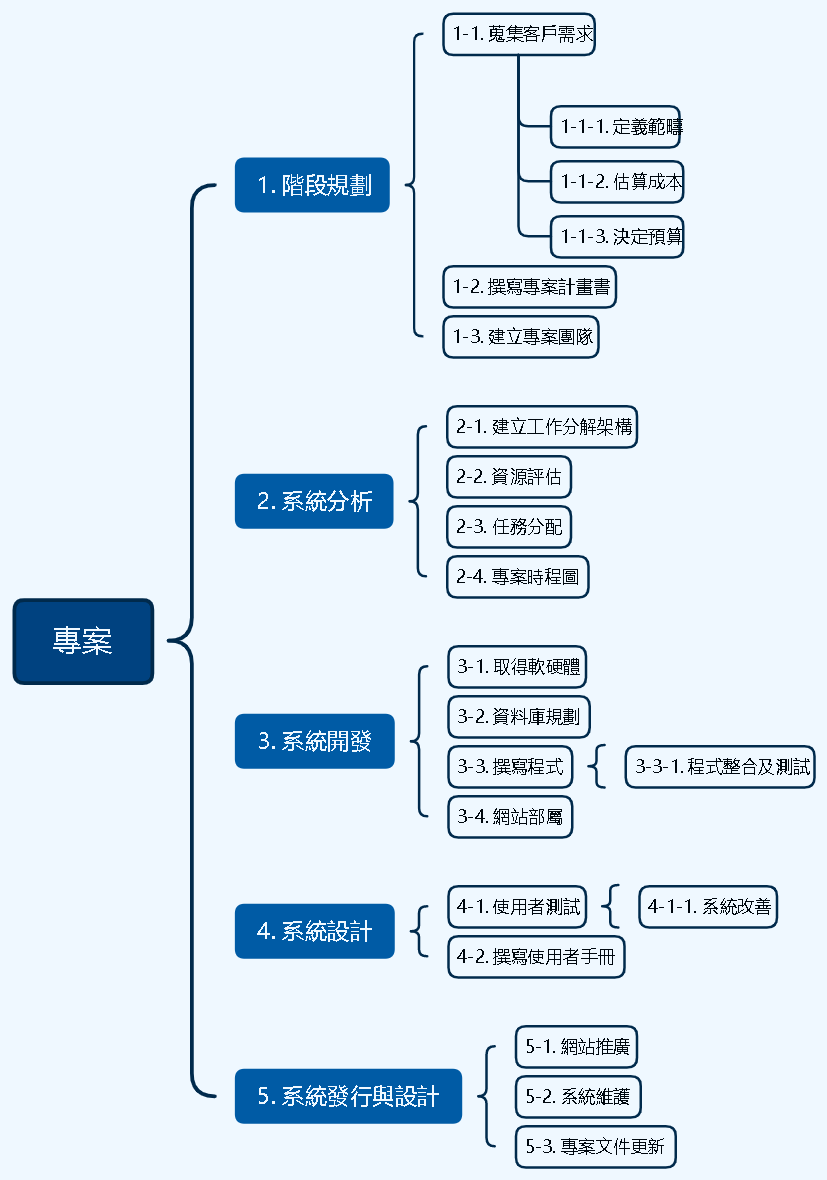 專案
1. 階段規劃
1-1. 蒐集客戶需求
1-1-1. 定義範疇
1-1-2. 估算成本
1-1-3. 決定預算
1-2. 撰寫專案計畫書
1-3. 建立專案團隊
2. 系統分析
2-1. 建立工作分解架構
2-2. 資源評估
2-3. 任務分配
2-4. 專案時程圖
3. 系統開發
3-1. 取得軟硬體
3-2. 資料庫規劃
3-3. 撰寫程式
3-3-1. 程式整合及測試
3-4. 網站部屬
4. 系統設計
4-1. 使用者測試
4-1-1. 系統改善
4-2. 撰寫使用者手冊
5. 系統發行與設計
5-1. 網站推廣
5-2. 系統維護
5-3. 專案文件更新